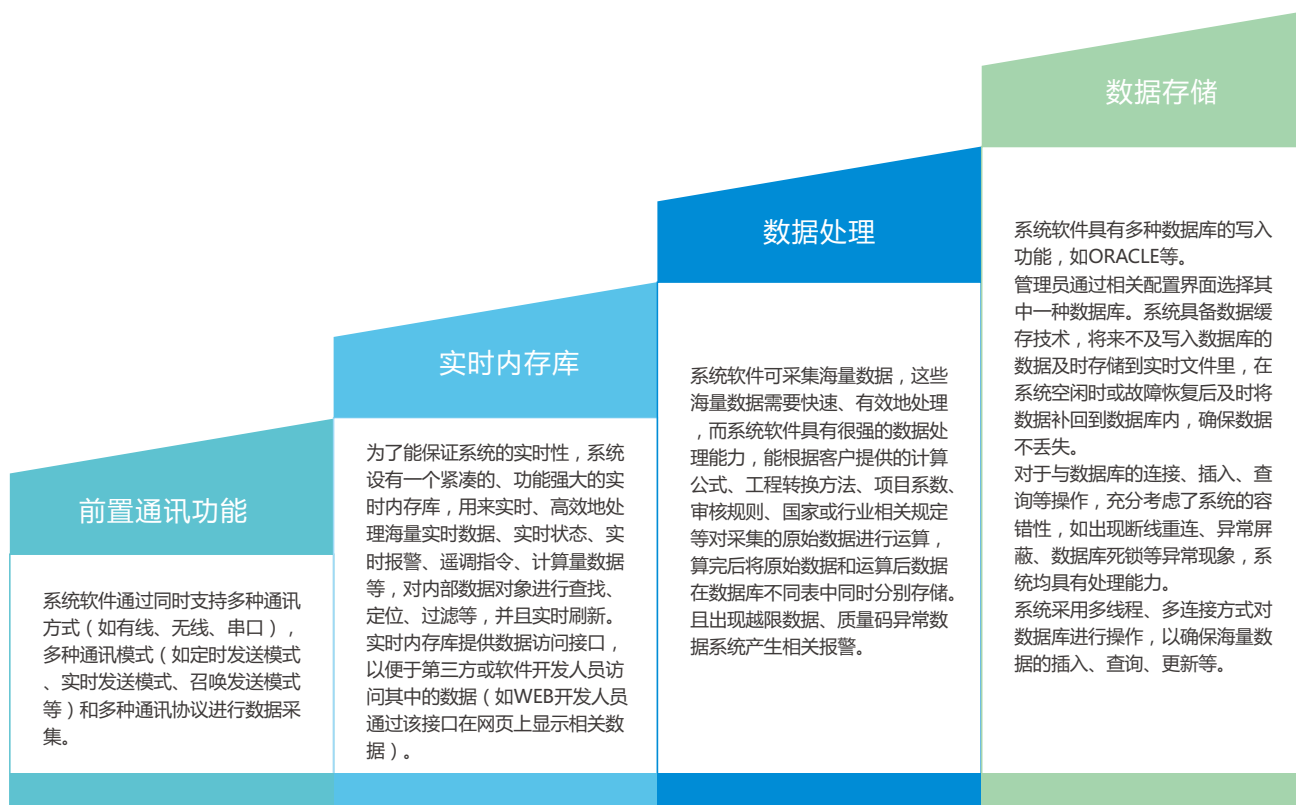 前置通讯功能
系统软件通过同时支持多种通讯
方式（如有线、无线、串口），
多种通讯模式（如定时发送模式
、实时发送模式、召唤发送模式
等）和多种通讯协议进行数据采
集。
实时内存库
为了能保证系统的实时性，系统
设有一个紧凑的、功能强大的实
时内存库，用来实时、高效地处
理海量实时数据、实时状态、实
时报警、遥调指令、计算量数据
等，对内部数据对象进行查找、
定位、过滤等，并且实时刷新。
实时内存库提供数据访问接口，
以便于第三方或软件开发人员访
问其中的数据（如WEB开发人员
通过该接口在网页上显示相关数
据）。
数据处理
系统软件可采集海量数据，这些
海量数据需要快速、有效地处理
，而系统软件具有很强的数据处
理能力，能根据客户提供的计算
公式、工程转换方法、项目系数、
审核规则、国家或行业相关规定
等对采集的原始数据进行运算，
算完后将原始数据和运算后数据
在数据库不同表中同时分别存储。
且出现越限数据、质量码异常数
据系统产生相关报警。
数据存储
系统软件具有多种数据库的写入
功能，如ORACLE等。
管理员通过相关配置界面选择其
中一种数据库。系统具备数据缓
存技术，将来不及写入数据库的
数据及时存储到实时文件里，在
系统空闲时或故障恢复后及时将
数据补回到数据库内，确保数据
不丢失。
对于与数据库的连接、插入、查
询等操作，充分考虑了系统的容
错性，如出现断线重连、异常屏
蔽、数据库死锁等异常现象，系
统均具有处理能力。
系统采用多线程、多连接方式对
数据库进行操作，以确保海量数
据的插入、查询、更新等。